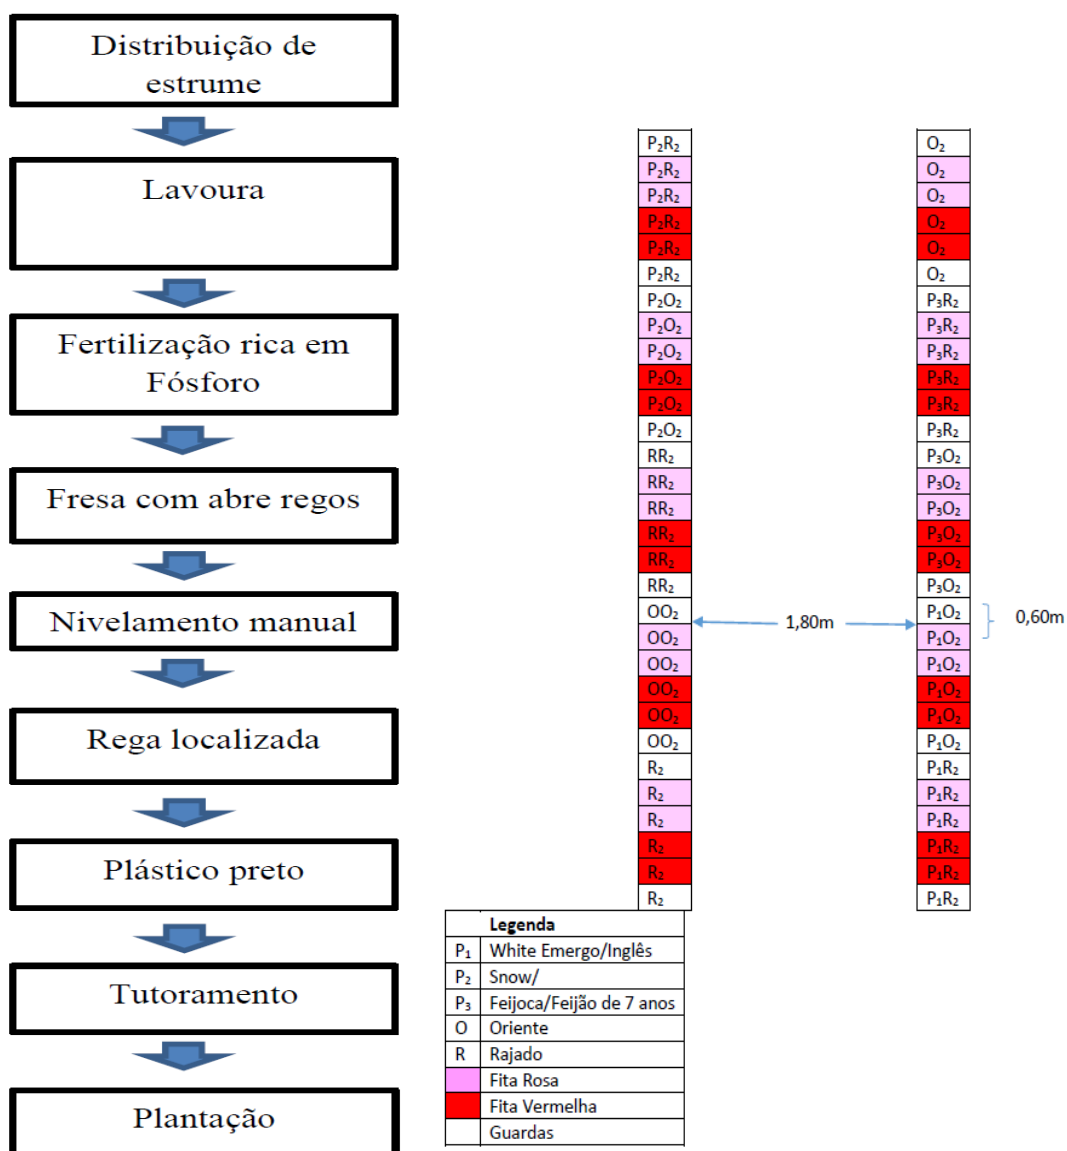 Distribuição de
estrume
Lavoura
Fertilização rica em
Fósforo
Fresa com abre regos
Nivelamento manual
Rega localizada
Plástico preto
Tutoramento
Plantação
P₂R₂
P₂R₂
P₂R₂
P₂R₂
P₂R₂
P₂R₂
P₂O₂
P₂O₂
P₂O₂
P₂O₂
P₂O₂
P₂O₂
RR₂
RR₂
RR₂
RR₂
RR₂
RR₂
OO₂
OO₂
OO₂
OO₂
OO₂
OO₂
R₂
R₂
R₂
R₂
R₂
R₂
1,80m
O₂
O₂
O₂
O₂
O₂
O₂
P₃R₂
P₃R₂
P₃R₂
P₃R₂
P₃R₂
P₃R₂
P₃O₂
P₃O₂
P₃O₂
P₃O₂
P₃O₂
P₃O₂
P₁O₂
P₁O₂
P₁O₂
P₁O₂
P₁O₂
P₁O₂
P₁R₂
P₁R₂
P₁R₂
P₁R₂
P₁R₂
P₁R₂
0,60m
Legenda
P₁ White Emergo/Inglês
P₂ Snow/
P₃ Feijoca/Feijão de 7 anos
O Oriente
R Rajado
Fita Rosa
Fita Vermelha
Guardas